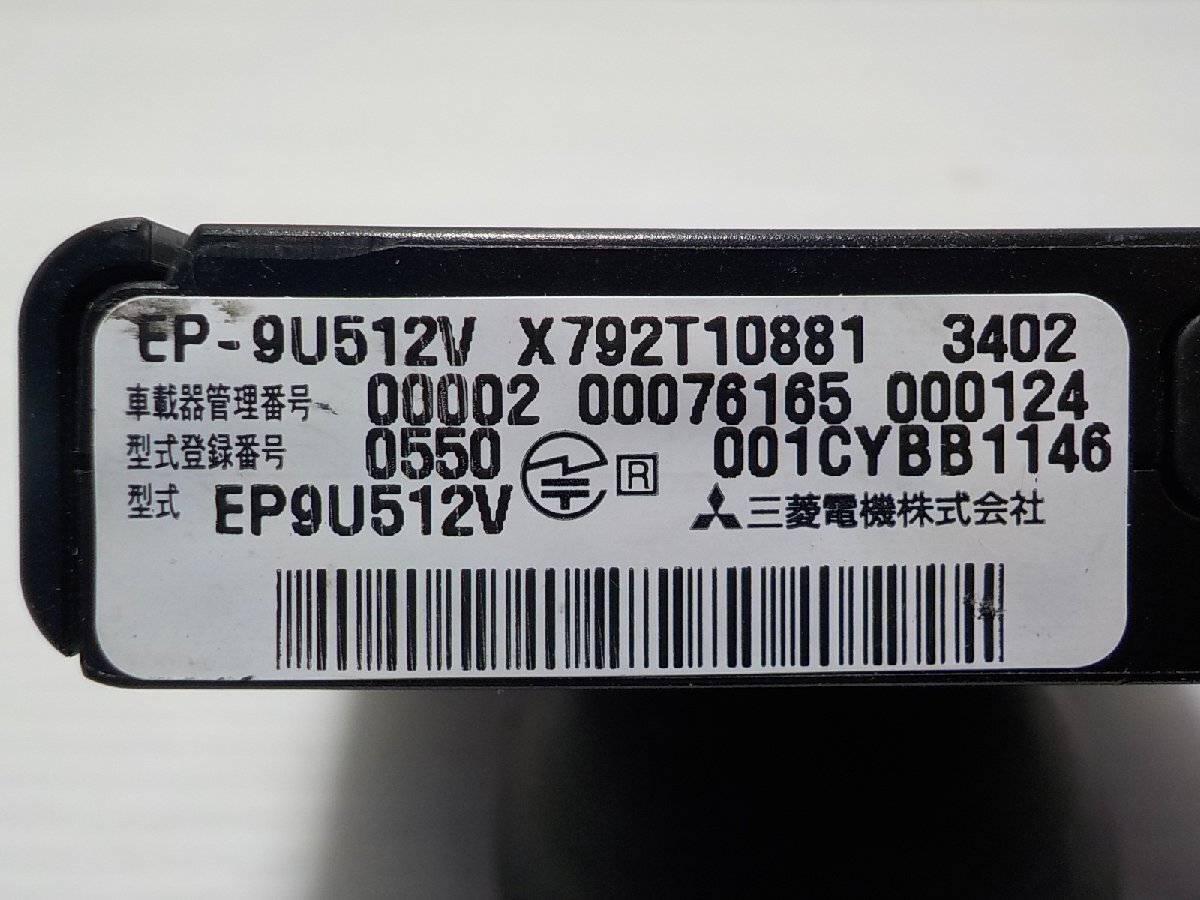 EP-9U512V X792T10881 3402
車載器管理番号 00002 00076165 000124
型式登録番号 0550 R 001CYBB1146
型式 EP9U512V 三菱電機株式会社